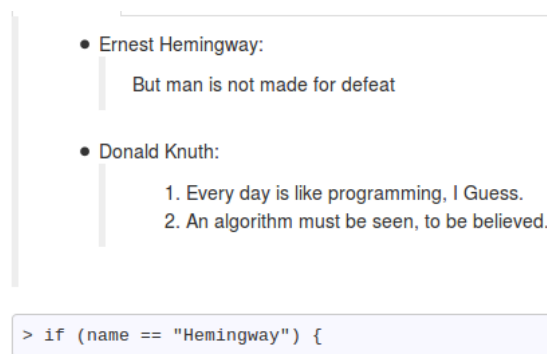 ● Ernest Hemingway:
But man is not made for defeat
● Donald Knuth:
1. Every day is like programming, I Guess.
2. An algorithm must be seen, to be believed.
> if (name == "Hemingway") {